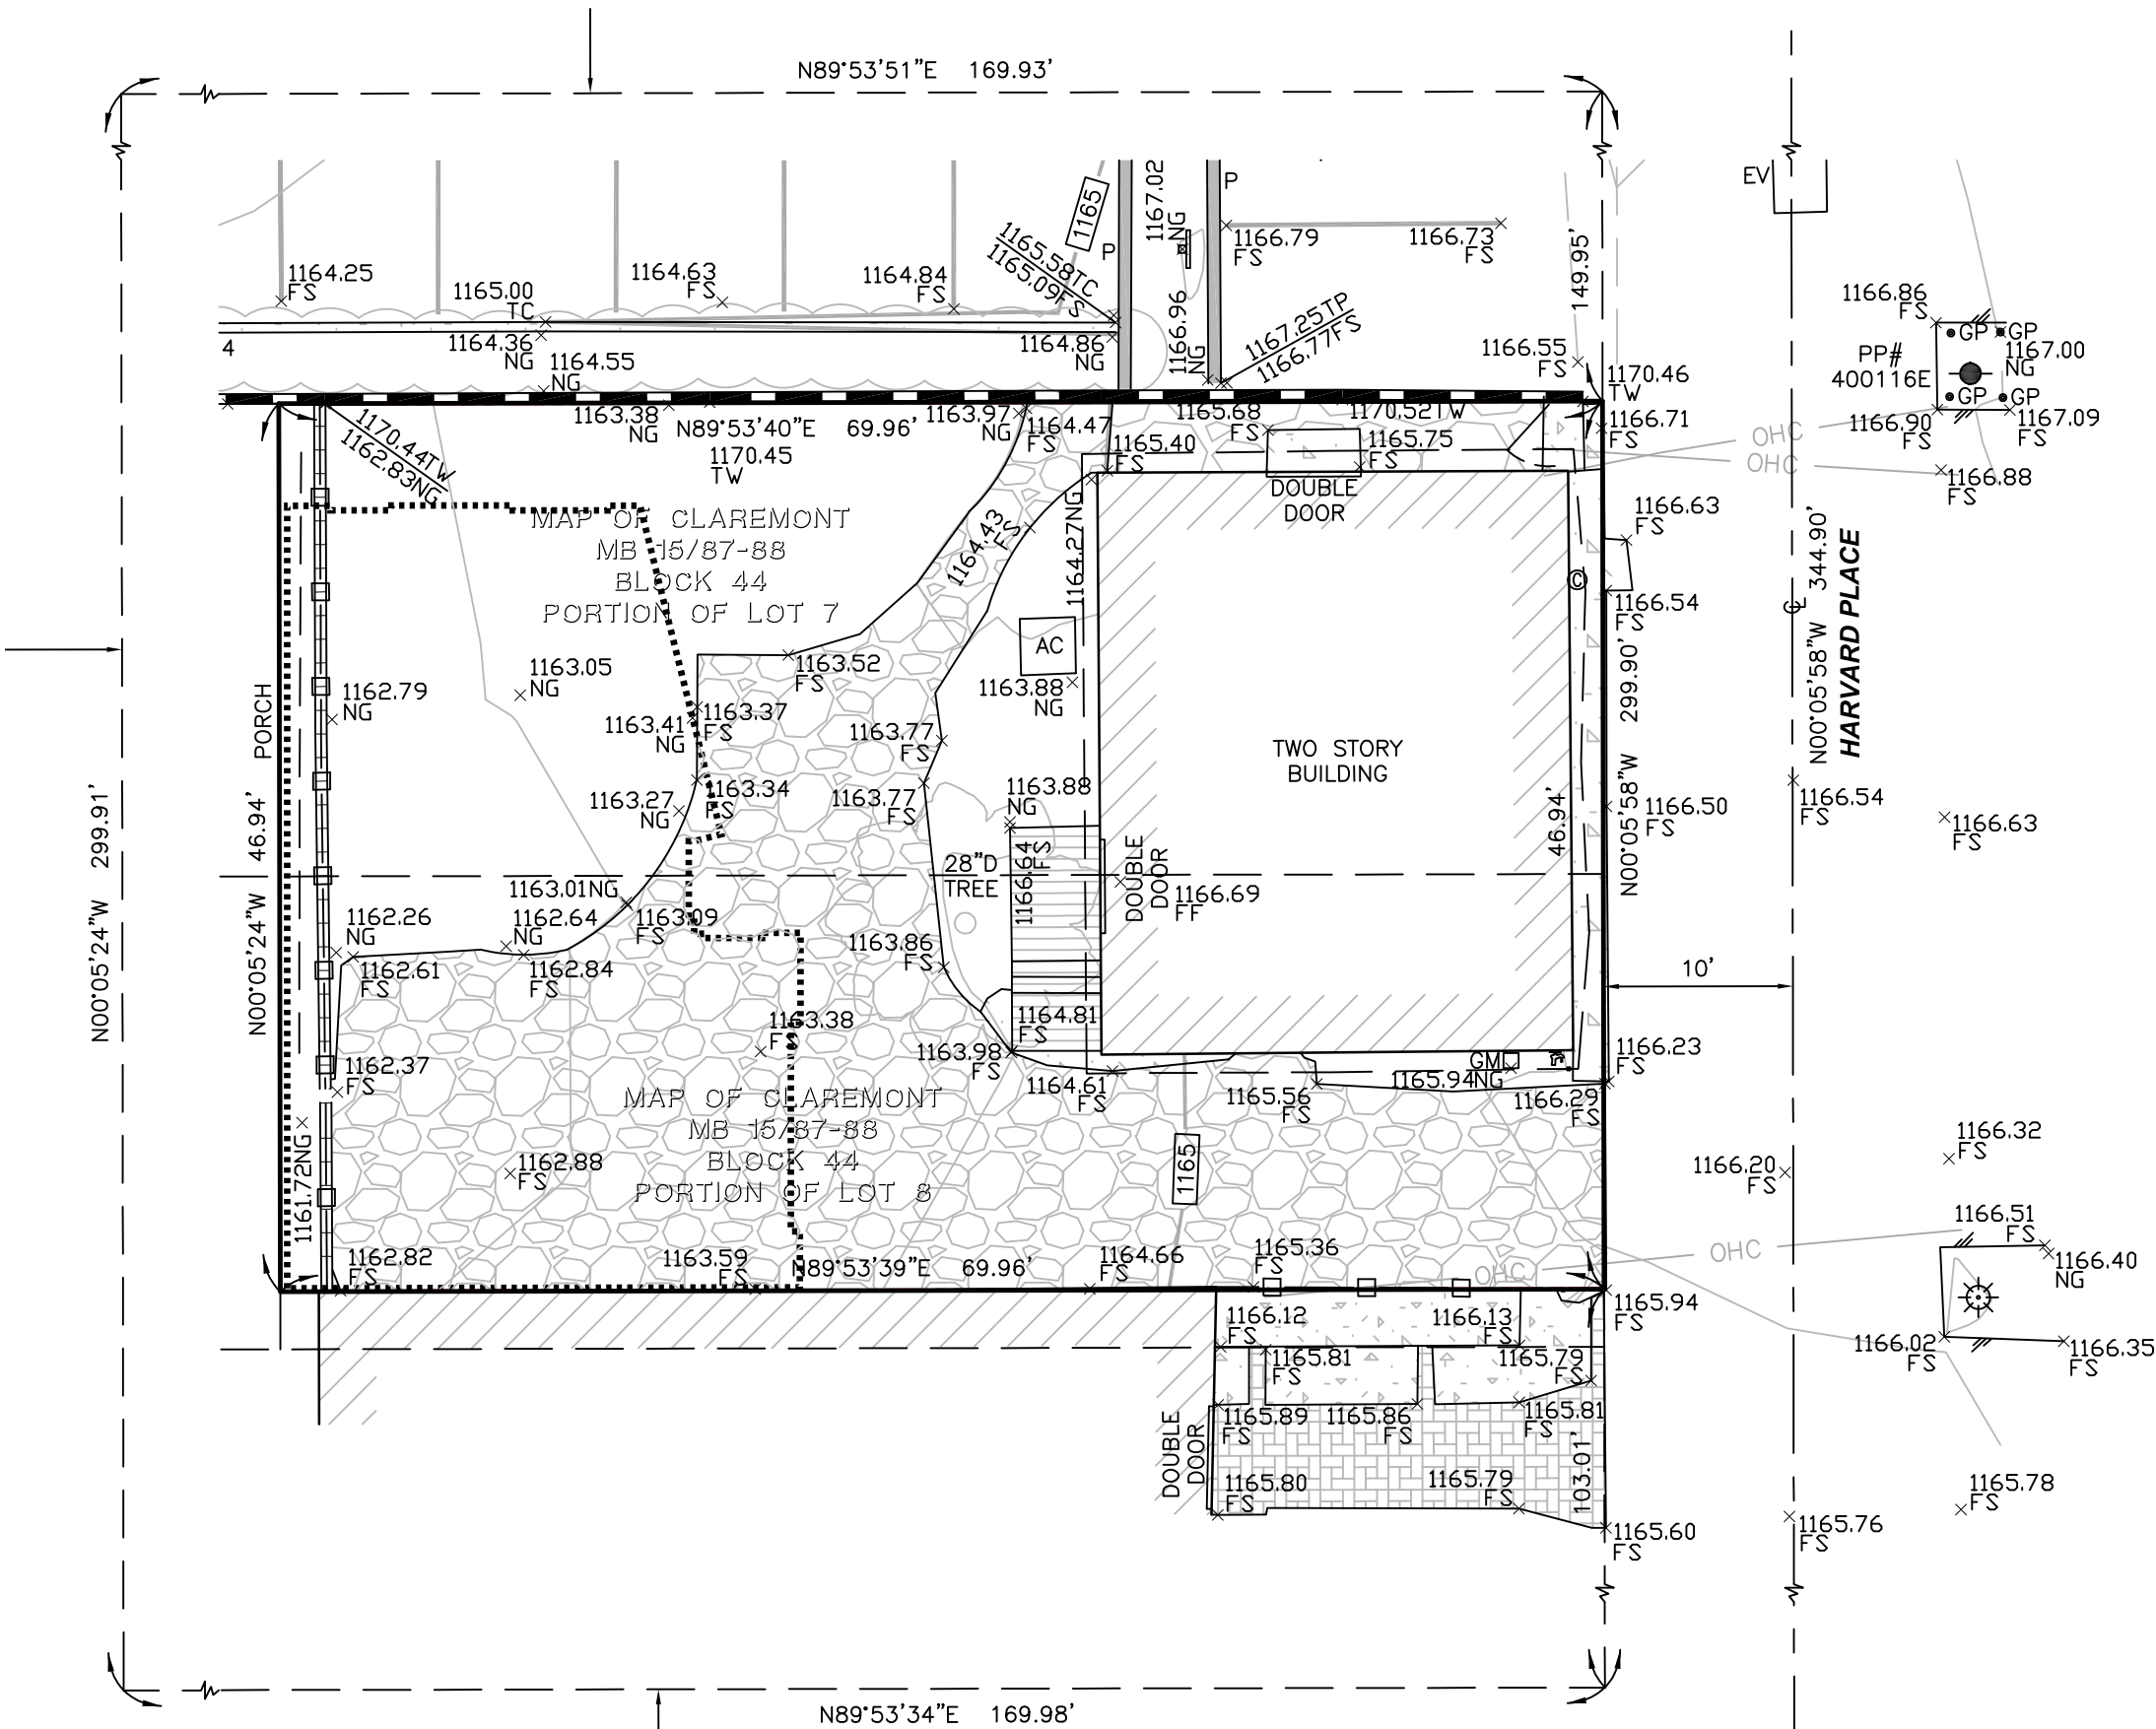 N89°53'51"E 169.93'
EV
1167.02
NG
P
P
1165
1166.79
FS
1166.73
FS
149.95'
1164.25
FS
1165.00
TC
1164.63
FS
1164.84
FS
1165.58TC
1165.09FS
1166.96
NG
1167.25TP
1166.77FS
1166.86
FS
GP
GP
1167.00
NG
PP#
400116E
GP
GP
4
1164.36
NG
1164.55
NG
1164.86
NG
1166.55
FS
1170.46
TW
1170.44TW
1162.83NG
1163.38
NG
N89°53'40"E 69.96'
1170.45
TW
1163.97
NG
1164.47
FS
1165.68
FS
1170.52TW
1165.40
FS
1165.75
FS
1166.71
FS
1166.90
FS
1167.09
FS
OHC
OHC
1166.88
FS
DOUBLE
DOOR
MAP OF CLAREMONT
MB 15/87-88
BLOCK 44
PORTION OF LOT 7
1164.43
FS
1164.27NG
1166.63
FS
C
1166.54
FS
N00°05'58"W 344.90'
HARVARD PLACE
AC
1163.05
NG
1162.79
NG
1163.52
FS
1163.88
NG
1163.41
NG
1163.37
FS
1163.77
FS
PORCH
N00°05'24"W 46.94'
N00°05'24"W 299.91'
TWO STORY
BUILDING
N00°05'58"W 299.90'
46.94'
1163.27
NG
1163.34
FS
1163.77
FS
1163.88
NG
1166.50
FS
1166.54
FS
1166.63
FS
28"D
TREE
1166.64
FS
DOUBLE
DOOR
1166.69
FF
1163.01NG
1162.26
NG
1162.64
NG
1163.09
FS
1162.61
FS
1162.84
FS
1163.86
FS
10'
1163.38
FS
1164.81
FS
1162.37
FS
1163.98
FS
1164.61
FS
GM
1165.94NG
1165.56
FS
1166.29
FS
1166.23
FS
MAP OF CLAREMONT
MB 15/87-88
BLOCK 44
PORTION OF LOT 8
1161.72NG
1162.88
FS
1165
1166.20
FS
1166.32
FS
1166.51
FS
1166.40
NG
1162.82
FS
1163.59
FS
N89°53'39"E 69.96'
1164.66
FS
1165.36
FS
OHC
OHC
1165.94
FS
1166.12
FS
1166.13
FS
1166.02
FS
1166.35
FS
1165.81
FS
1165.79
FS
1165.89
FS
1165.86
FS
1165.81
FS
DOUBLE
DOOR
1165.80
FS
1165.79
FS
103.01'
1165.60
FS
1165.76
FS
1165.78
FS
N89°53'34"E 169.98'